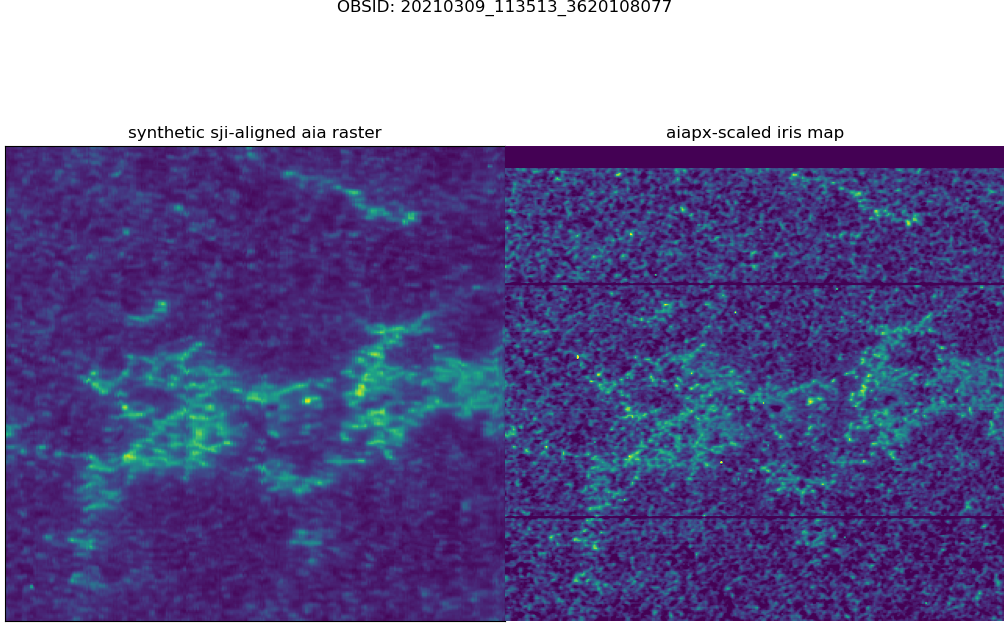 OBSID: 20210309_113513_3620108077
synthetic sji-aligned aia raster
aiapx-scaled iris map